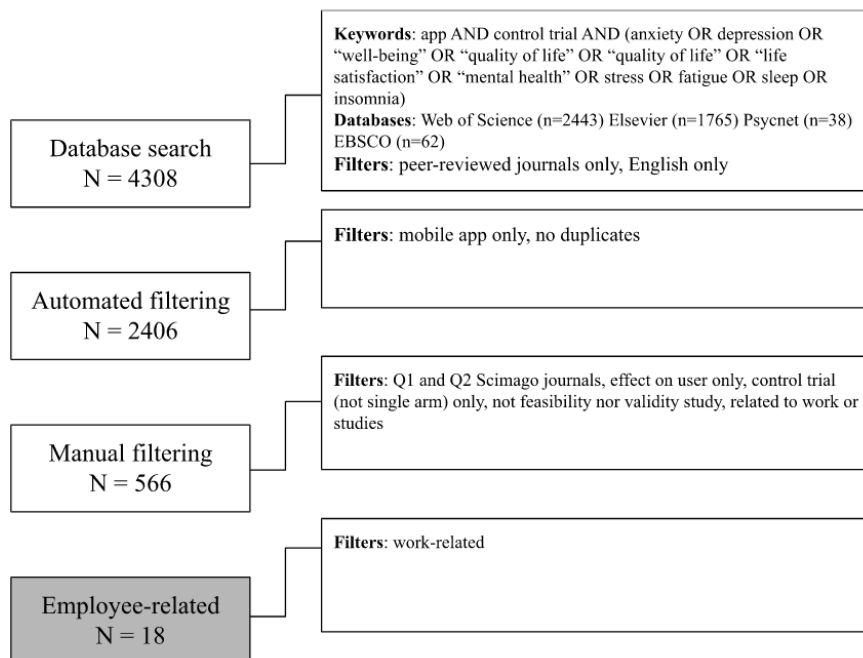 Keywords: app AND control trial AND (anxiety OR depression OR
“well-being” OR “quality of life” OR “quality of life” OR “life
satisfaction” OR “mental health” OR stress OR fatigue OR sleep OR
insomnia)
Databases: Web of Science (n=2443) Elsevier (n=1765) Psycnet (n=38)
EBSCO (n=62)
Filters: peer-reviewed journals only, English only
Database search
N = 4308
Filters: mobile app only, no duplicates
Automated filtering
N = 2406
Filters: Q1 and Q2 Scimago journals, effect on user only, control trial
(not single arm) only, not feasibility nor validity study, related to work or
studies
Manual filtering
N = 566
Filters: work-related
Employee-related
N = 18